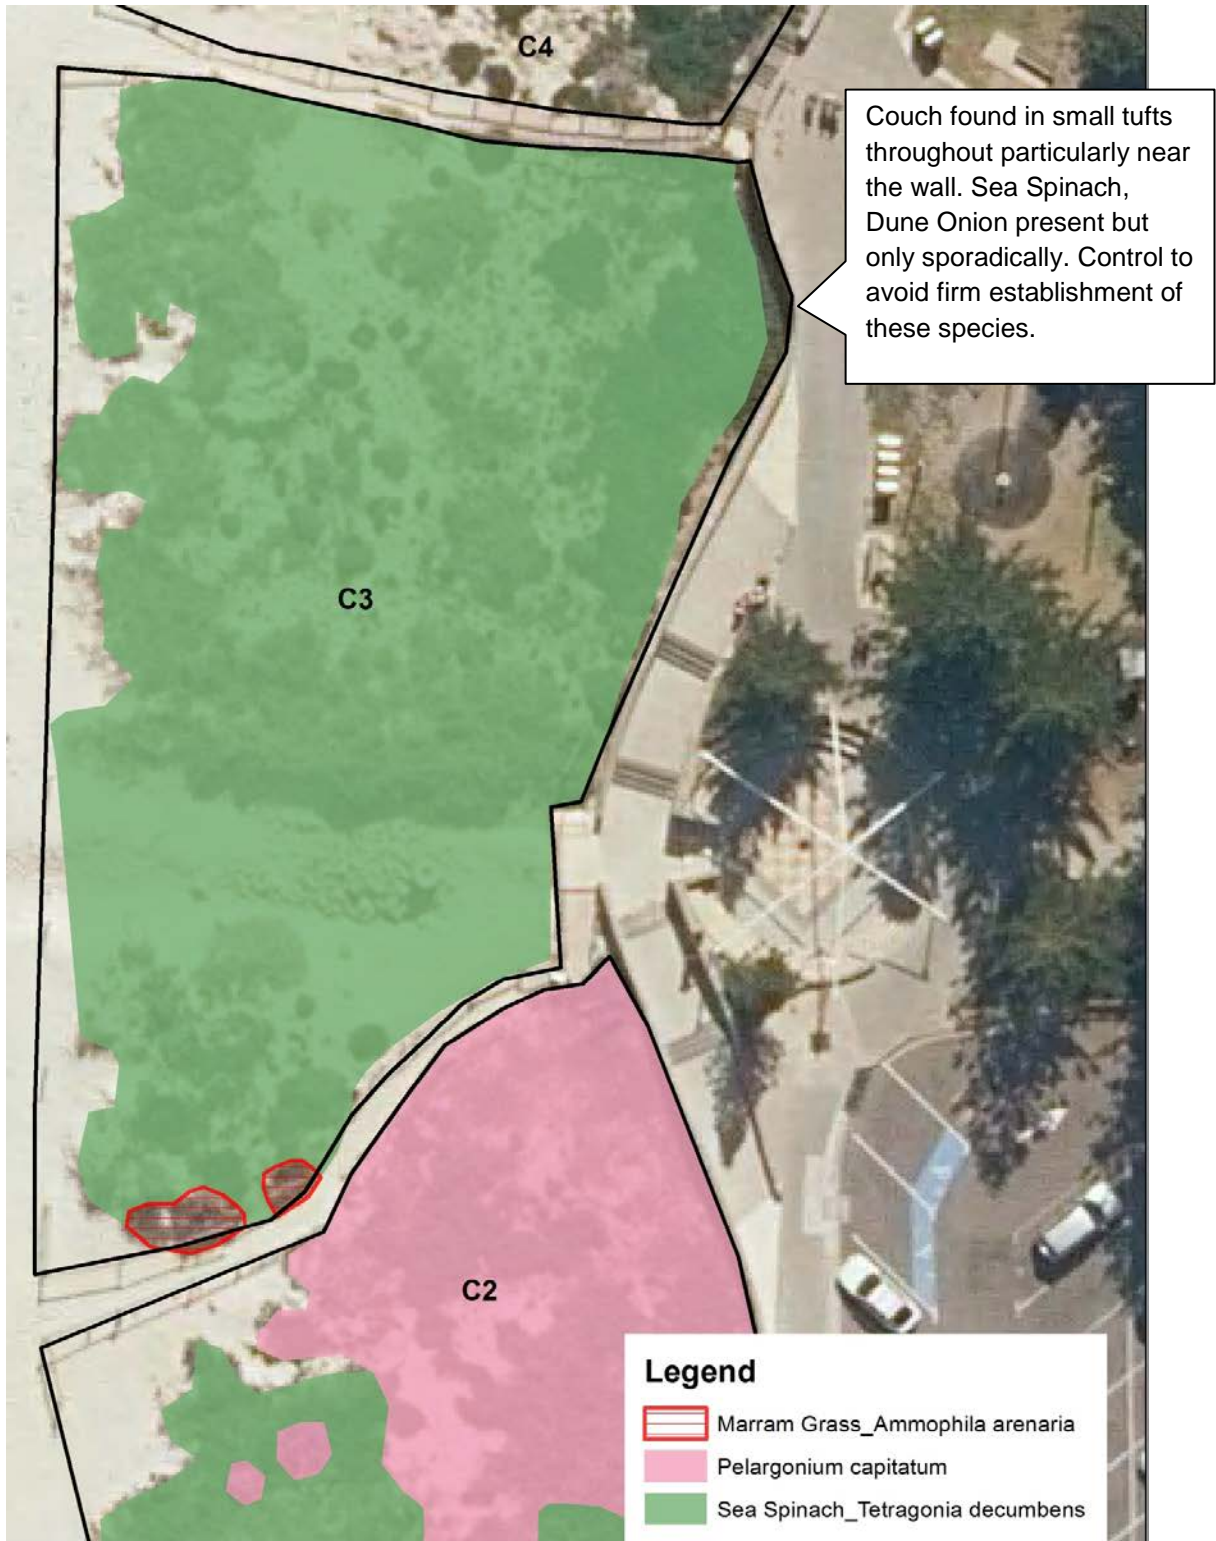 C4
Couch found in small tufts
throughout particularly near
the wall. Sea Spinach,
Dune Onion present but
only sporadically. Control to
avoid firm establishment of
these species.
C3
C2
Legend
Marram Grass_Ammophila arenaria
Pelargonium capitatum
Sea Spinach_Tetragonia decumbens